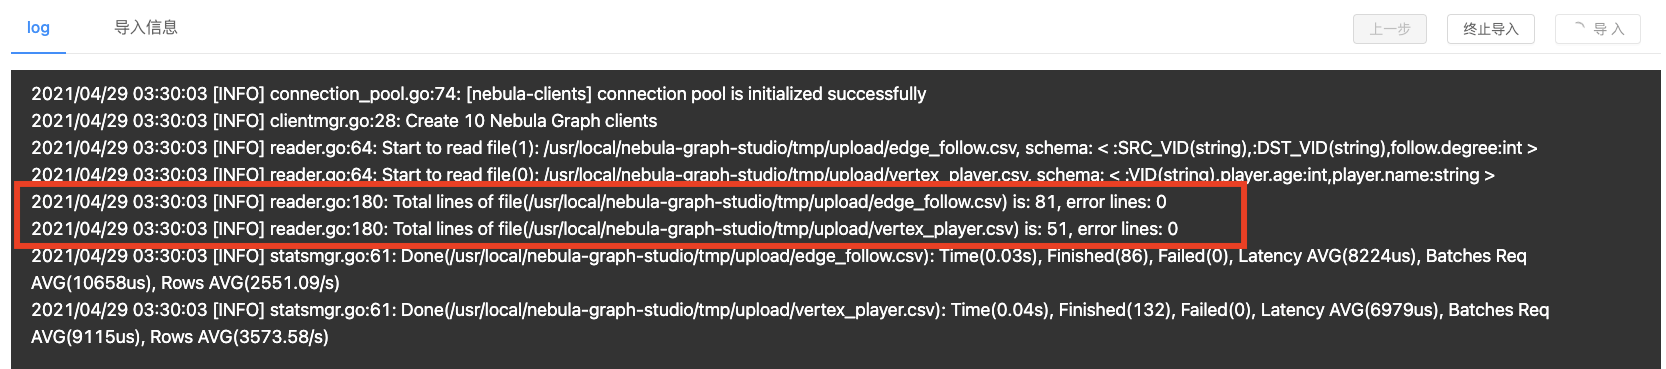 log 导入信息 上一步 终止导入 导 入
2021/04/29 03:30:03 [INFO] connection_pool.go:74: [nebula-clients] connection pool is initialized successfully
2021/04/29 03:30:03 [INFO] clientmgr.go:28: Create 10 Nebula Graph clients
2021/04/29 03:30:03 [INFO] reader.go:64: Start to read file(1): /usr/local/nebula-graph-studio/tmp/upload/edge_follow.csv, schema: < :SRC_VID(string),:DST_VID(string),follow.degree:int >
2021/04/29 03:30:03 [INFO] reader.go:64: Start to read file(0): /usr/local/nebula-graph-studio/tmp/upload/vertex_player.csv, schema: < :VID(string),player.age:int,player.name:string >
2021/04/29 03:30:03 [INFO] reader.go:180: Total lines of file(/usr/local/nebula-graph-studio/tmp/upload/edge_follow.csv) is: 81, error lines: 0
2021/04/29 03:30:03 [INFO] reader.go:180: Total lines of file(/usr/local/nebula-graph-studio/tmp/upload/vertex_player.csv) is: 51, error lines: 0
2021/04/29 03:30:03 [INFO] statsmgr.go:61: Done(/usr/local/nebula-graph-studio/tmp/upload/edge_follow.csv): Time(0.03s), Finished(86), Failed(0), Latency AVG(8224us), Batches Req
AVG(10658us), Rows AVG(2551.09/s)
2021/04/29 03:30:03 [INFO] statsmgr.go:61: Done(/usr/local/nebula-graph-studio/tmp/upload/vertex_player.csv): Time(0.04s), Finished(132), Failed(0), Latency AVG(6979us), Batches Req
AVG(9115us), Rows AVG(3573.58/s)